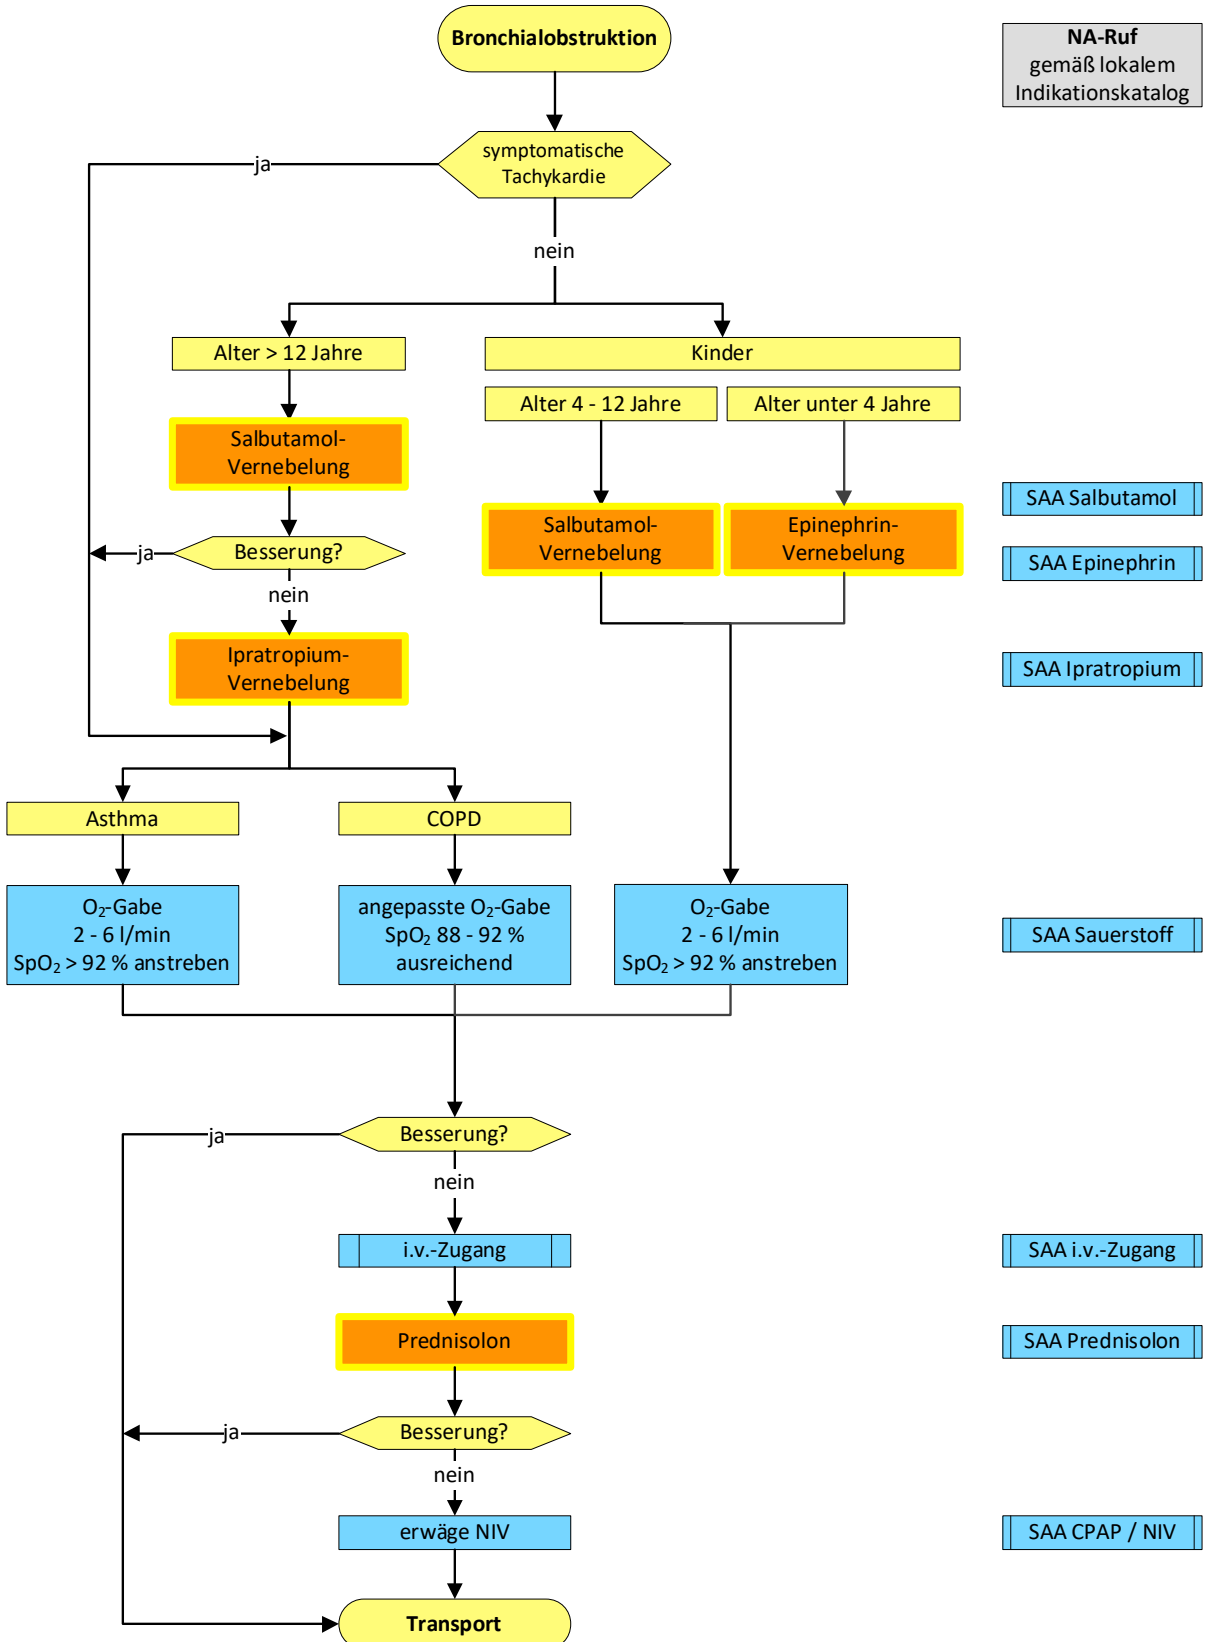 Bronchialobstruktion
NA-Ruf
gemäß lokalem
Indikationskatalog
symptomatische
Tachykardie
ja
nein
Alter > 12 Jahre
Kinder
Alter 4 - 12 Jahre
Alter unter 4 Jahre
Salbutamol-
Vernebelung
Salbutamol-
Vernebelung
Epinephrin-
Vernebelung
SAA Salbutamol
Besserung?
ja
nein
SAA Epinephrin
Ipratropium-
Vernebelung
SAA Ipratropium
Asthma
COPD
O₂-Gabe
2 - 6 l/min
SpO₂ > 92 % anstreben
angepasste O₂-Gabe
SpO₂ 88 - 92 %
ausreichend
O₂-Gabe
2 - 6 l/min
SpO₂ > 92 % anstreben
SAA Sauerstoff
Besserung?
ja
nein
i.v.-Zugang
SAA i.v.-Zugang
Prednisolon
SAA Prednisolon
Besserung?
ja
nein
erwäge NIV
SAA CPAP / NIV
Transport